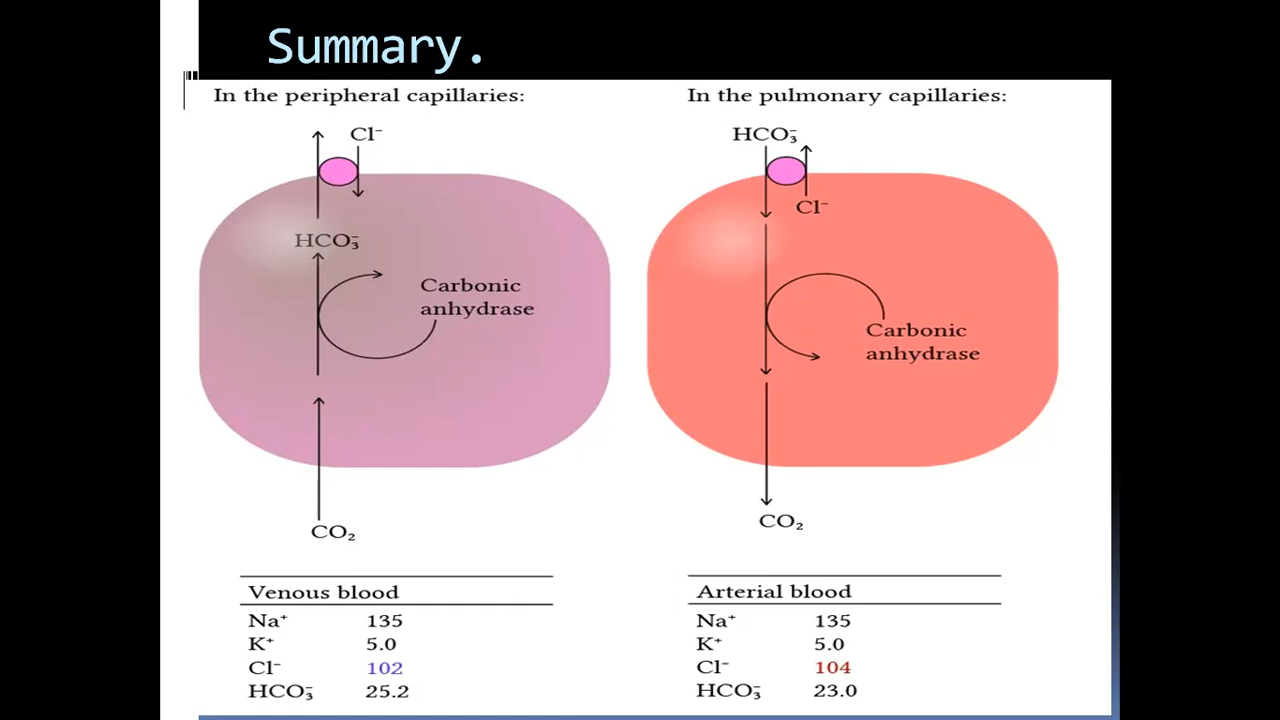 Summary.
In the peripheral capillaries:
Cl⁻
HCO₃⁻
Carbonic
anhydrase
CO₂
Venous blood
Na⁺ 135
K⁺ 5.0
Cl⁻ 102
HCO₃⁻ 25.2
In the pulmonary capillaries:
HCO₃⁻
Cl⁻
Carbonic
anhydrase
CO₂
Arterial blood
Na⁺ 135
K⁺ 5.0
Cl⁻ 104
HCO₃⁻ 23.0